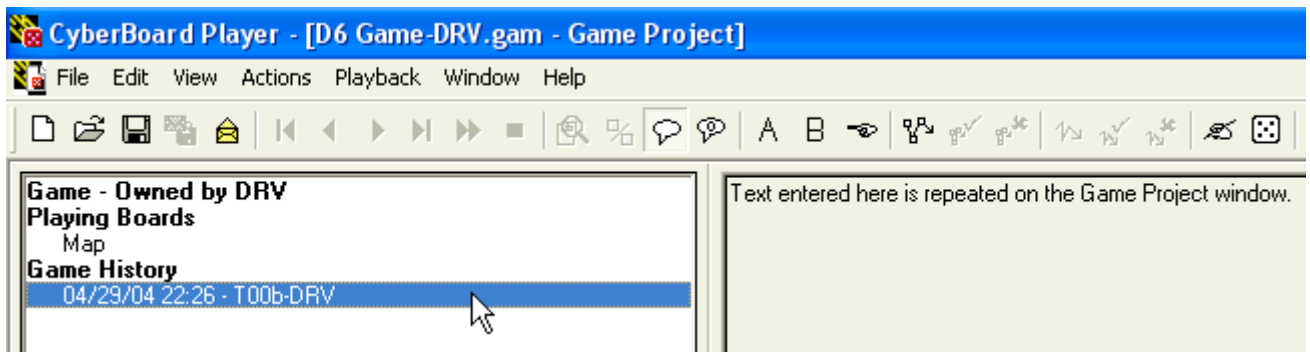 CyberBoard Player - [D6 Game-DRV.gam - Game Project]
File Edit View Actions Playback Window Help
A B
Game - Owned by DRV
Playing Boards
Map
Game History
04/29/04 22:26 - T00b-DRV
Text entered here is repeated on the Game Project window.